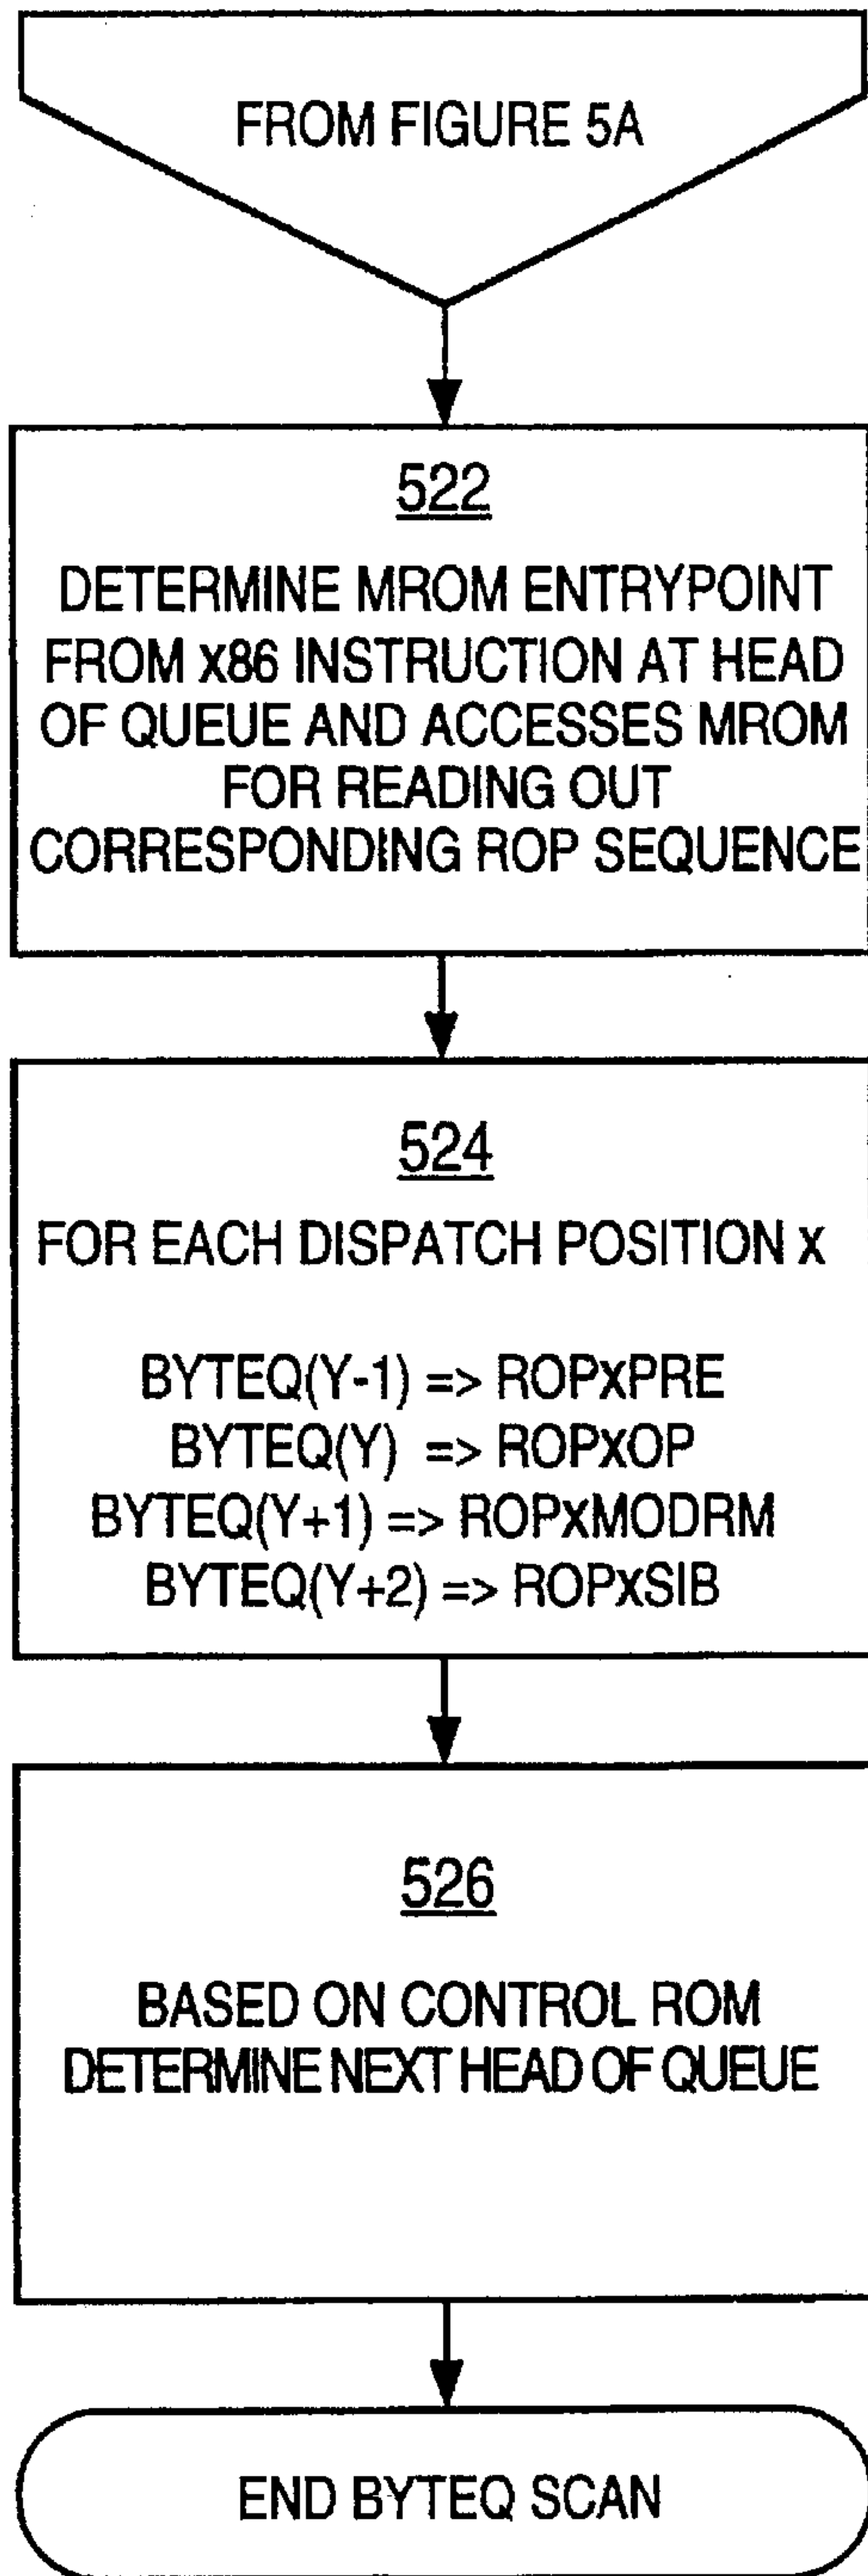 FROM FIGURE 5A
522
DETERMINE MROM ENTRYPOINT
FROM x86 INSTRUCTION AT HEAD
OF QUEUE AND ACCESSES MROM
FOR READING OUT
CORRESPONDING ROP SEQUENCE
524
FOR EACH DISPATCH POSITION x
BYTEQ(Y-1) => ROPxPRE
BYTEQ(Y) => ROPxOP
BYTEQ(Y+1) => ROPxMODRM
BYTEQ(Y+2) => ROPxSIB
526
BASED ON CONTROL ROM
DETERMINE NEXT HEAD OF QUEUE
END BYTEQ SCAN